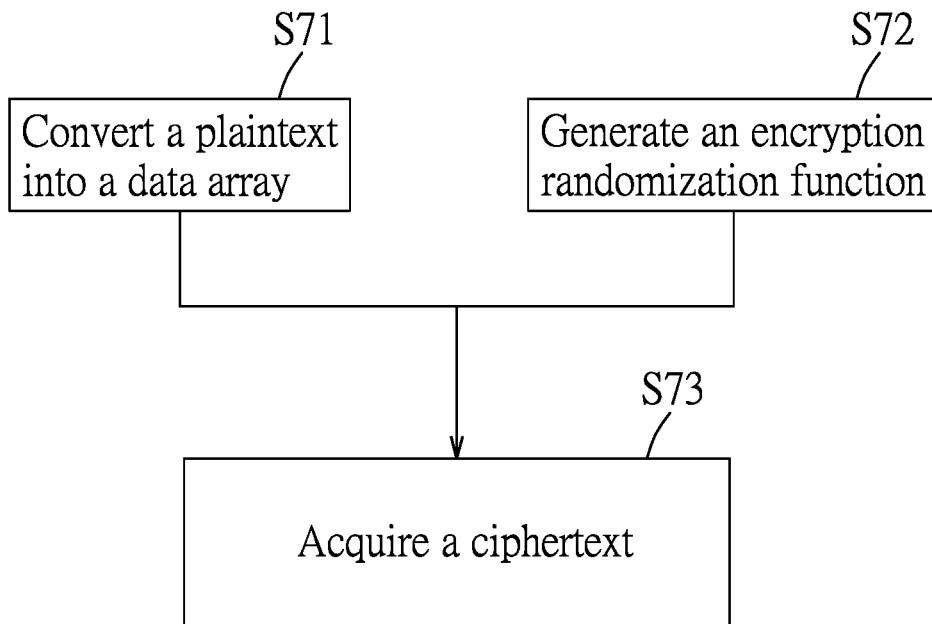 S71
S72
Convert a plaintext
into a data array
Generate an encryption
randomization function
S73
Acquire a ciphertext